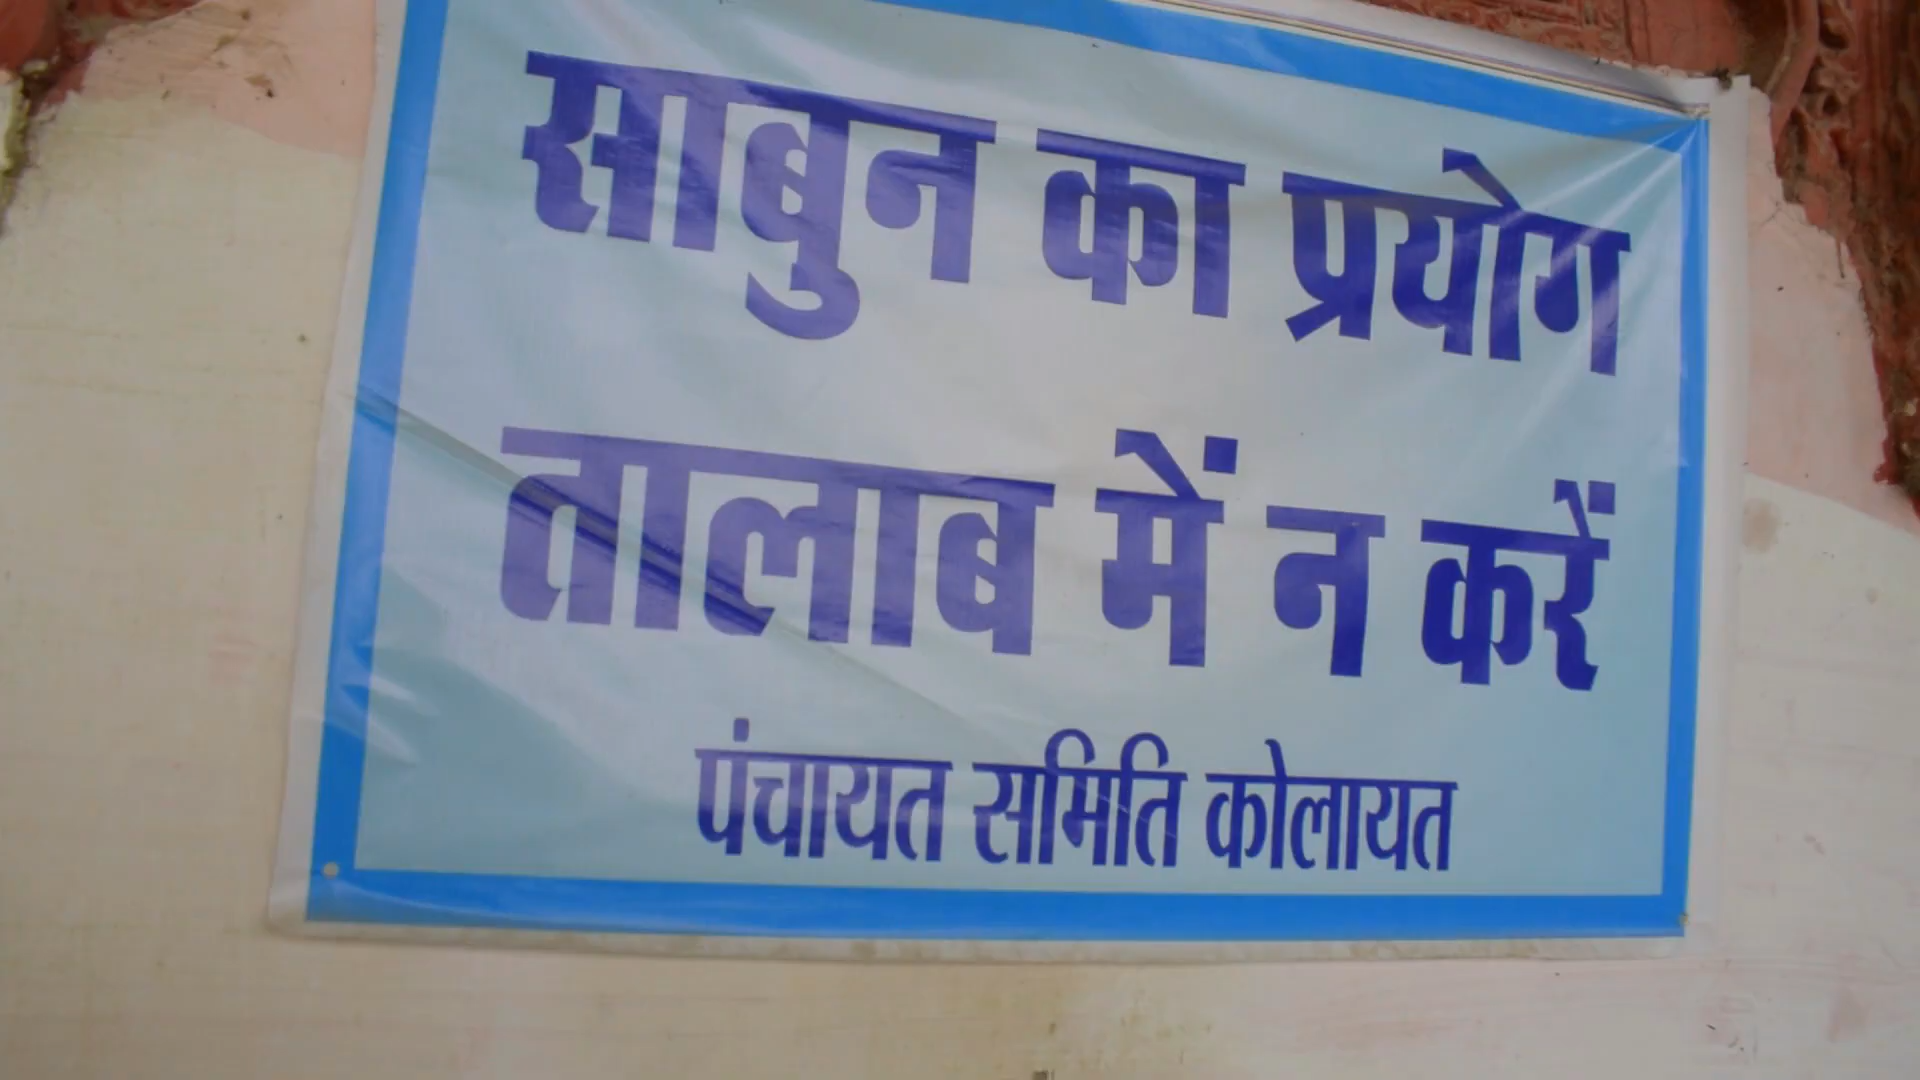 साबुन का प्रयोग
तालाब में न करें
पंचायत समिति कोलायत